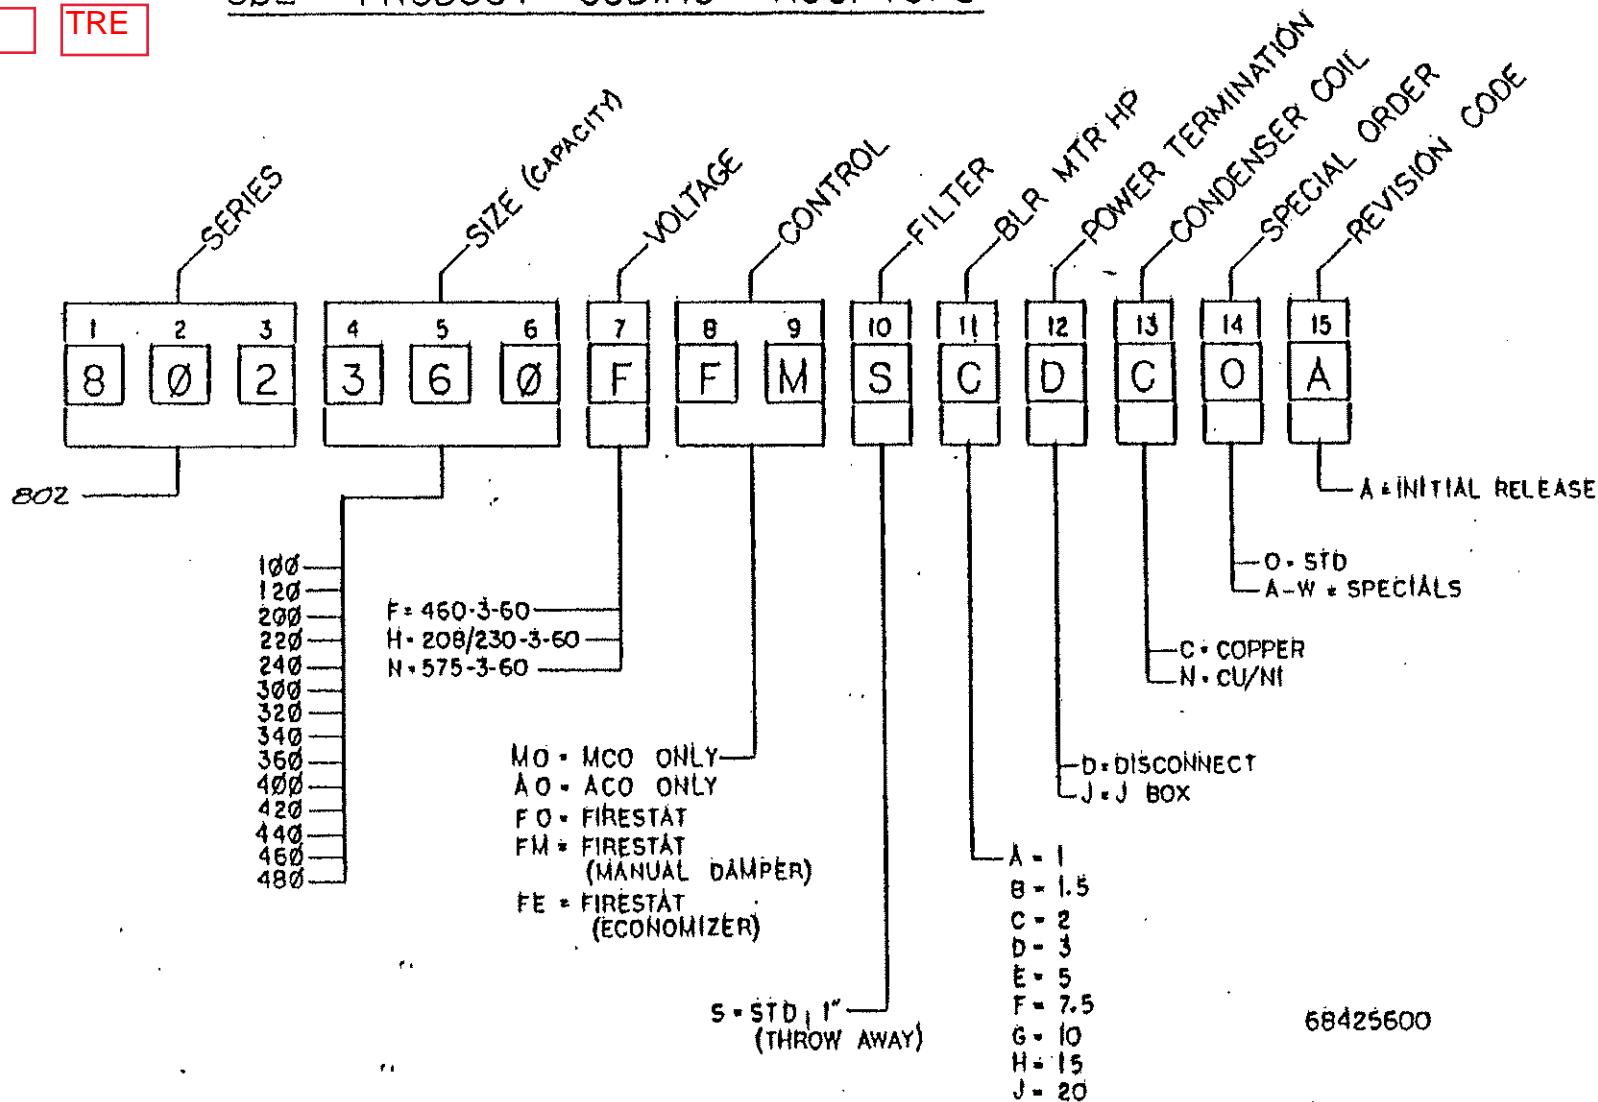 TRE
SERIES
SIZE (CAPACITY)
VOLTAGE
CONTROL
FILTER
BLR MTR HP
POWER TERMINATION
CONDENSER COIL
SPECIAL ORDER
REVISION CODE
1 2 3 4 5 6 7 8 9 10 11 12 13 14 15
8 Ø 2 3 6 Ø F F M S C D C O A
802
100
120
200
220
240
300
320
340
360
400
420
440
460
480
F = 460-3-60
H = 208/230-3-60
N = 575-3-60
MO = MCO ONLY
AO = ACO ONLY
FO = FIRESTAT
FM = FIRESTAT
(MANUAL DAMPER)
FE = FIRESTAT
(ECONOMIZER)
S = STD, 1"
(THROW AWAY)
A = 1
B = 1.5
C = 2
D = 3
E = 5
F = 7.5
G = 10
H = 15
J = 20
D = DISCONNECT
J = J BOX
C = COPPER
N = CU/NI
O = STD
A-W = SPECIALS
A = INITIAL RELEASE
68425600